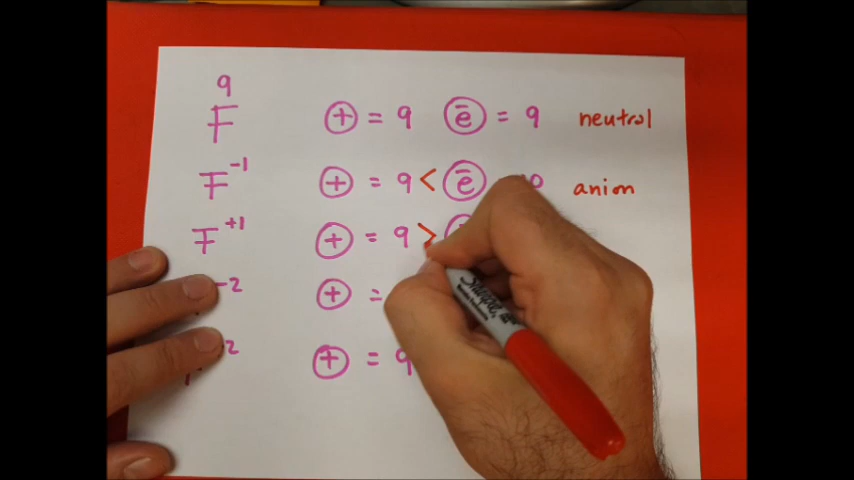 9
F + = 9 ē = 9 neutral
F⁻¹ + = 9 < ē anion
F⁺¹ + = 9 >
-2 + =
2 + = 9
Sharpie